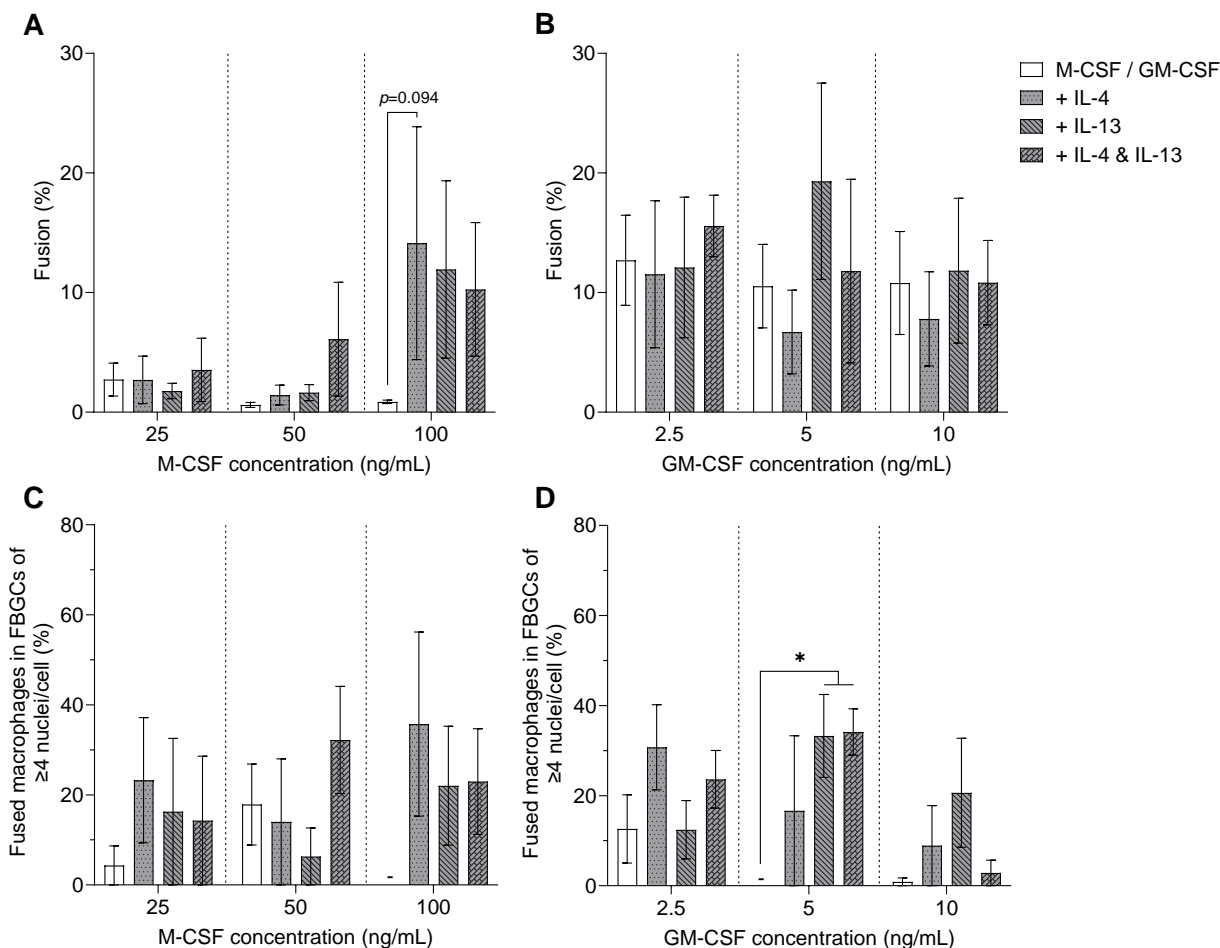 A
30
20
10
0
Fusion (%)
p=0.094
25
50
100
M-CSF concentration (ng/mL)
B
30
20
10
0
Fusion (%)
2.5
5
10
GM-CSF concentration (ng/mL)
M-CSF / GM-CSF
+ IL-4
+ IL-13
+ IL-4 & IL-13
C
80
60
40
20
0
Fused macrophages in FBGCs of
≥4 nuclei/cell (%)
25
50
100
M-CSF concentration (ng/mL)
D
80
60
40
20
0
Fused macrophages in FBGCs of
≥4 nuclei/cell (%)
*
2.5
5
10
GM-CSF concentration (ng/mL)